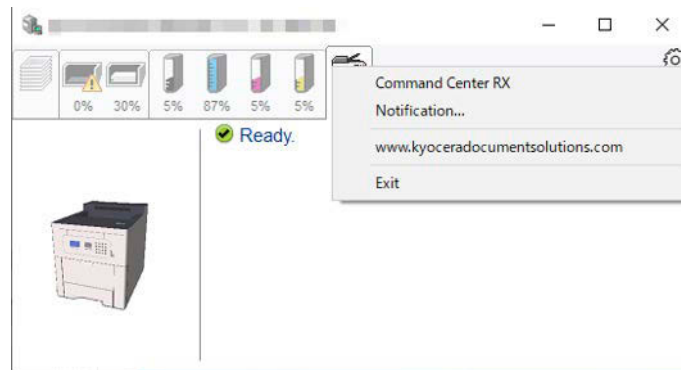 0% 30% 5% 87% 5% 5%
Ready.
Command Center RX
Notification...
www.kyoceradocumentsolutions.com
Exit